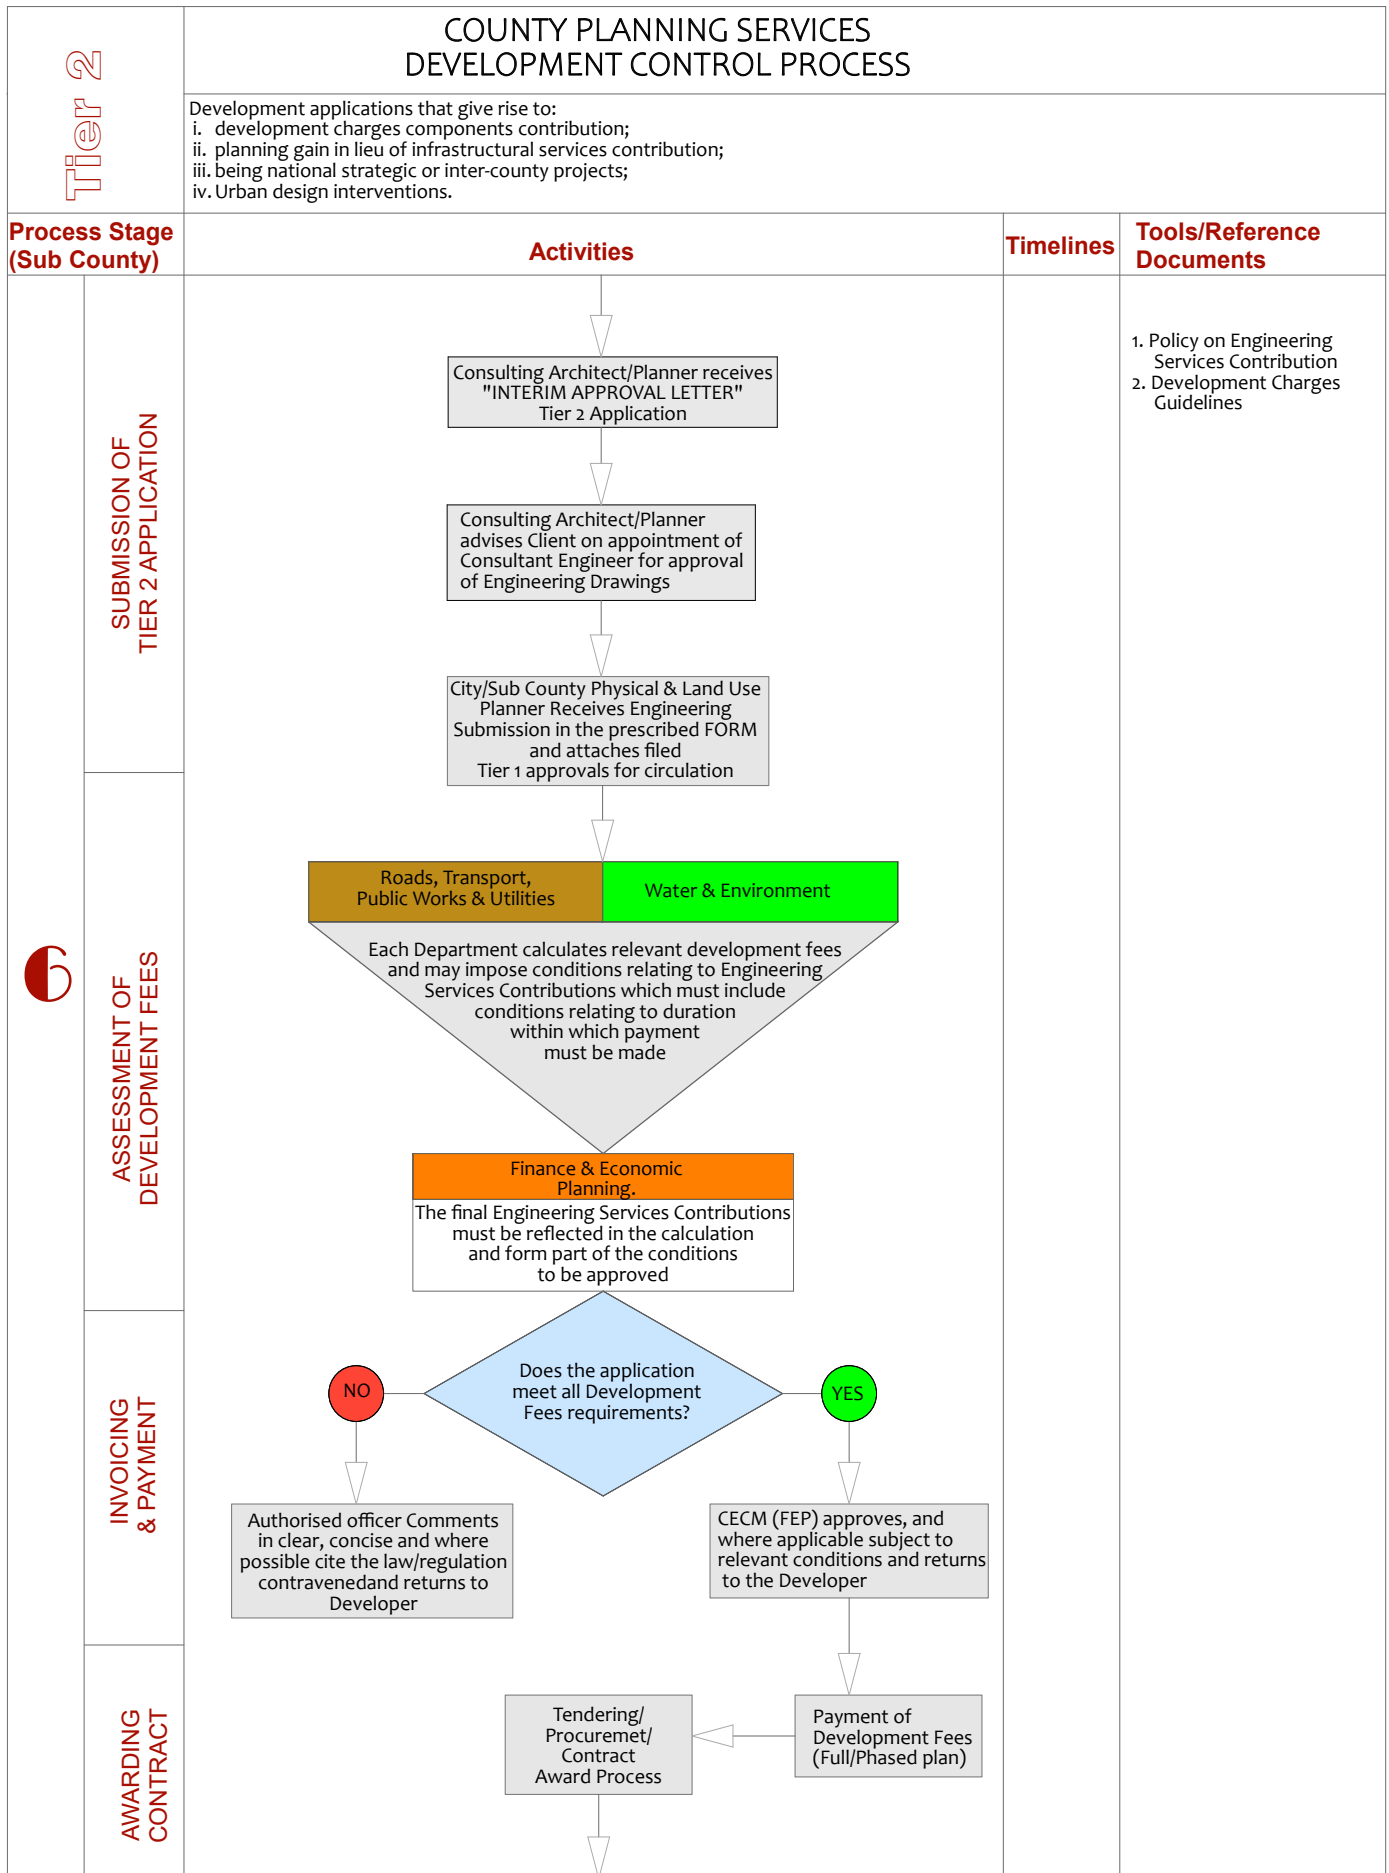 Tier 2
COUNTY PLANNING SERVICES
DEVELOPMENT CONTROL PROCESS
Development applications that give rise to:
i. development charges components contribution;
ii. planning gain in lieu of infrastructural services contribution;
iii. being national strategic or inter-county projects;
iv. Urban design interventions.
Process Stage
(Sub County)
Activities
Timelines
Tools/Reference
Documents
6
SUBMISSION OF
TIER 2 APPLICATION
Consulting Architect/Planner receives
"INTERIM APPROVAL LETTER"
Tier 2 Application
1. Policy on Engineering
Services Contribution
2. Development Charges
Guidelines
Consulting Architect/Planner
advises Client on appointment of
Consultant Engineer for approval
of Engineering Drawings
City/Sub County Physical & Land Use
Planner Receives Engineering
Submission in the prescribed FORM
and attaches filed
Tier 1 approvals for circulation
ASSESSMENT OF
DEVELOPMENT FEES
Roads, Transport,
Public Works & Utilities
Water & Environment
Each Department calculates relevant development fees
and may impose conditions relating to Engineering
Services Contributions which must include
conditions relating to duration
within which payment
must be made
Finance & Economic
Planning.
The final Engineering Services Contributions
must be reflected in the calculation
and form part of the conditions
to be approved
INVOICING
& PAYMENT
Does the application
meet all Development
Fees requirements?
NO
YES
Authorised officer Comments
in clear, concise and where
possible cite the law/regulation
contravenedand returns to
Developer
CECM (FEP) approves, and
where applicable subject to
relevant conditions and returns
to the Developer
AWARDING
CONTRACT
Tendering/
Procuremet/
Contract
Award Process
Payment of
Development Fees
(Full/Phased plan)